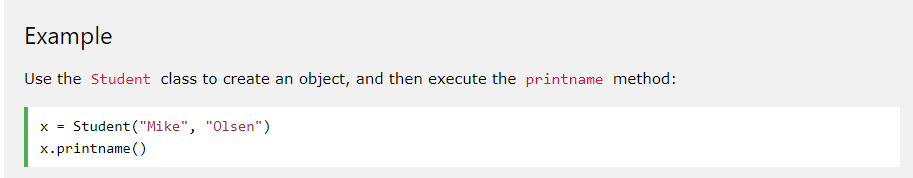 Example
Use the Student class to create an object, and then execute the printname method:
x = Student("Mike", "Olsen")
x.printname()